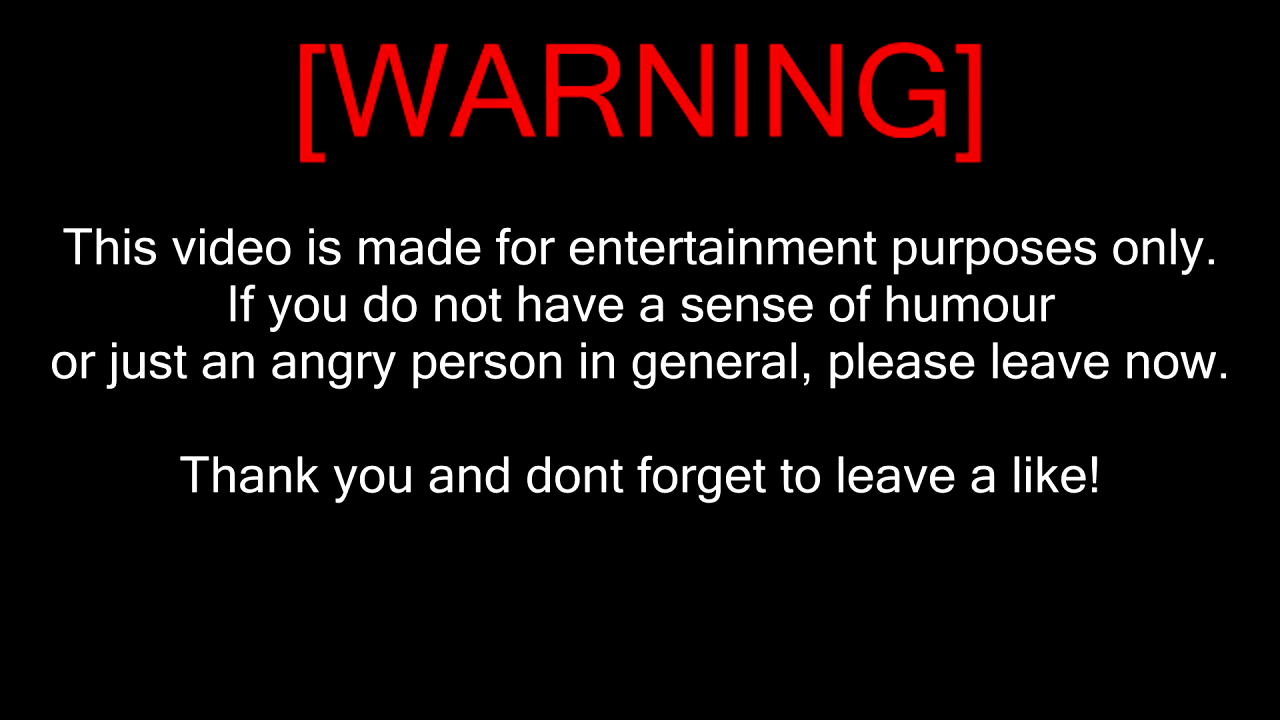 [WARNING]
This video is made for entertainment purposes only.
If you do not have a sense of humour
or just an angry person in general, please leave now.
Thank you and dont forget to leave a like!